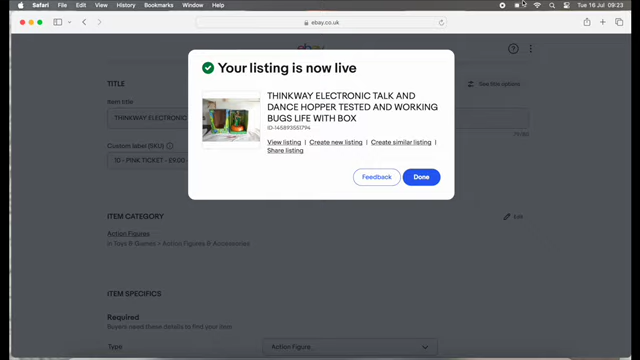 Safari File Edit View History Bookmarks Window Help Tue 16 Jul 09:23
ebay.co.uk
ebay
TITLE
See title options
Item title
THINKWAY ELECTRONIC
79/80
Custom label (SKU)
10 - PINK TICKET - £9.00
Your listing is now live
THINKWAY ELECTRONIC TALK AND
DANCE HOPPER TESTED AND WORKING
BUGS LIFE WITH BOX
View listing | Create new listing | Create similar listing |
Share listing
Feedback Done
ITEM CATEGORY
Edit
Action Figures
in Toys & Games > Action Figures & Accessories
ITEM SPECIFICS
Required
Buyers need these details to find your item.
Type Action Figure